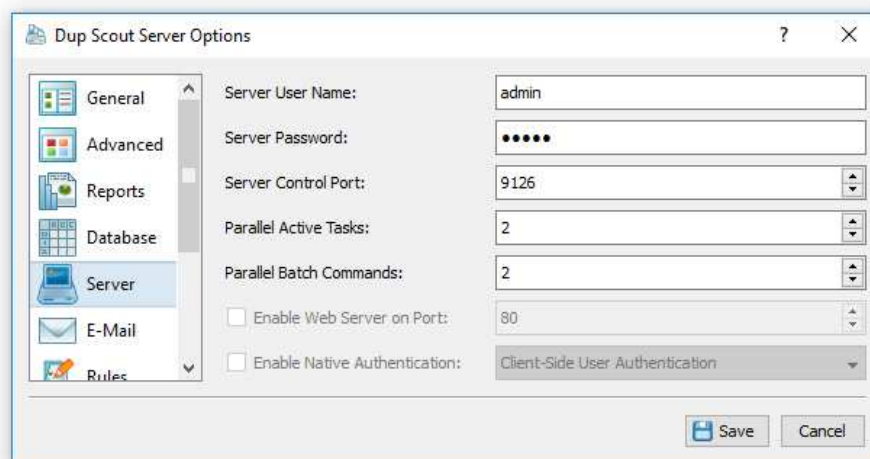 Dup Scout Server Options
?
General
Advanced
Reports
Database
Server
E-Mail
Rules
Server User Name: admin
Server Password: •••••
Server Control Port: 9126
Parallel Active Tasks: 2
Parallel Batch Commands: 2
Enable Web Server on Port: 80
Enable Native Authentication: Client-Side User Authentication
Save
Cancel